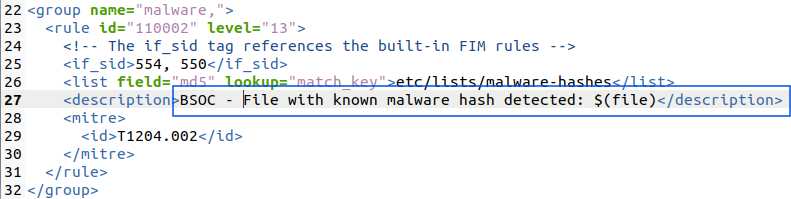 22 <group name="malware,">
23   <rule id="110002" level="13">
24     <!-- The if_sid tag references the built-in FIM rules -->
25     <if_sid>554, 550</if_sid>
26     <list field="md5" lookup="match_key">etc/lists/malware-hashes</list>
27     <description>BSOC - File with known malware hash detected: $(file)</description>
28     <mitre>
29       <id>T1204.002</id>
30     </mitre>
31   </rule>
32 </group>